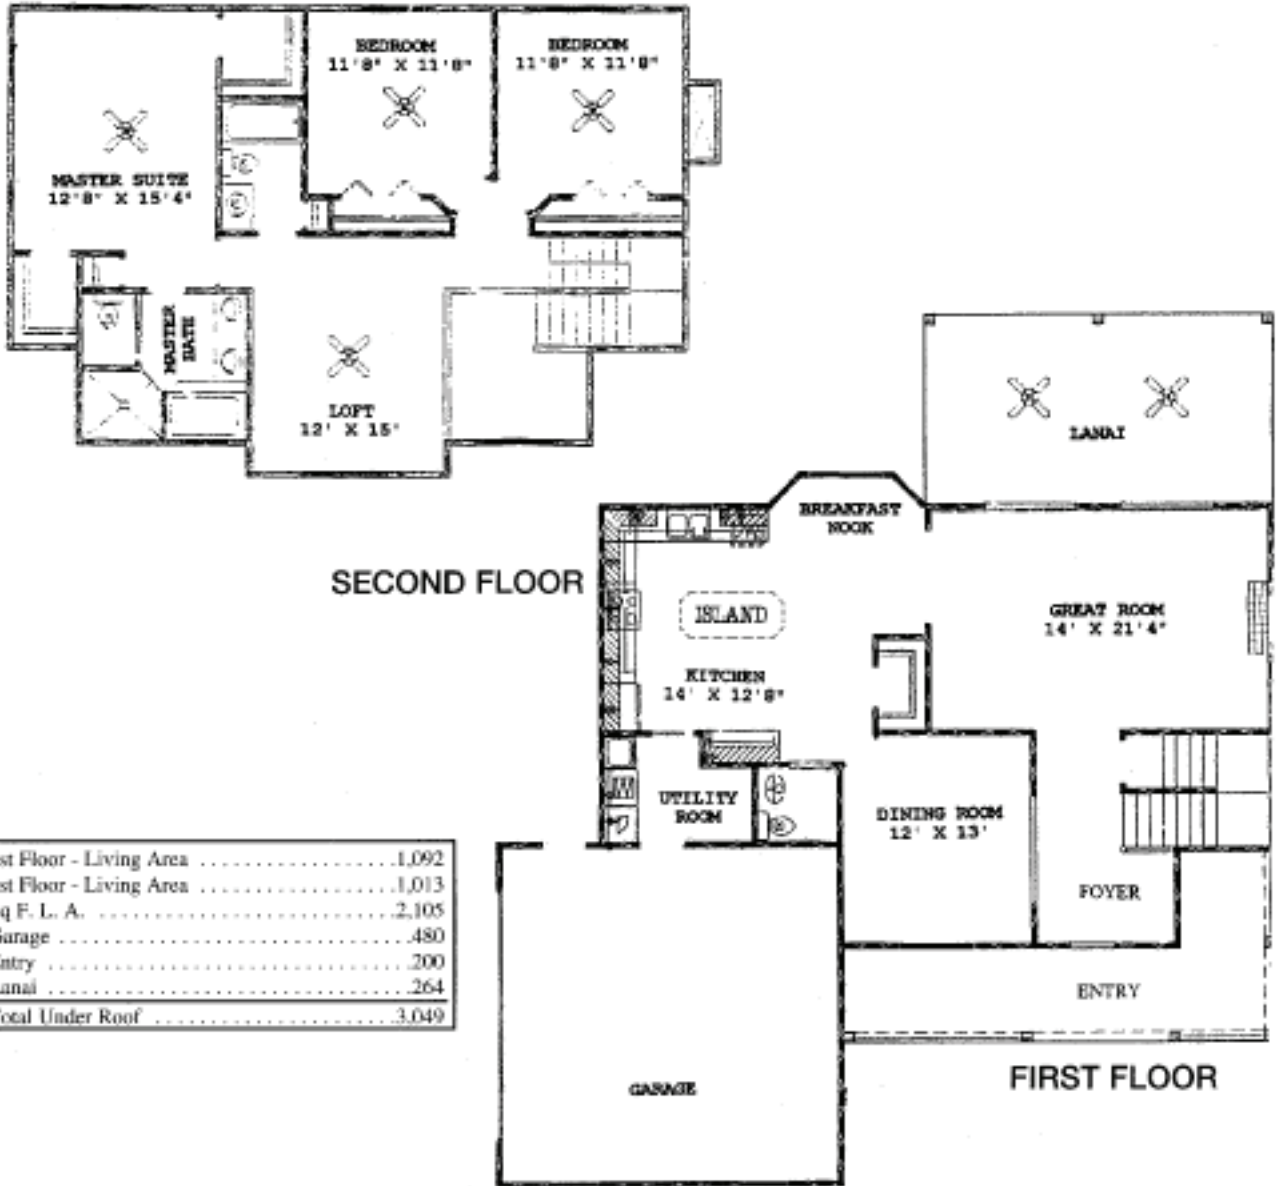 BEDROOM
11'8" X 11'8"
BEDROOM
11'8" X 11'8"
MASTER SUITE
12'8" X 15'4"
MASTER
BATH
LOFT
12' X 15'
SECOND FLOOR
LANAI
BREAKFAST
NOOK
ISLAND
GREAT ROOM
14' X 21'4"
KITCHEN
14' X 12'8"
UTILITY
ROOM
DINING ROOM
12' X 13'
FOYER
ENTRY
GARAGE
FIRST FLOOR
st Floor - Living Area ......................1,092
st Floor - Living Area ......................1,013
q F. L. A. .................................2,105
arage .....................................480
ntry ......................................200
anai ......................................264
otal Under Roof ..........................3,049